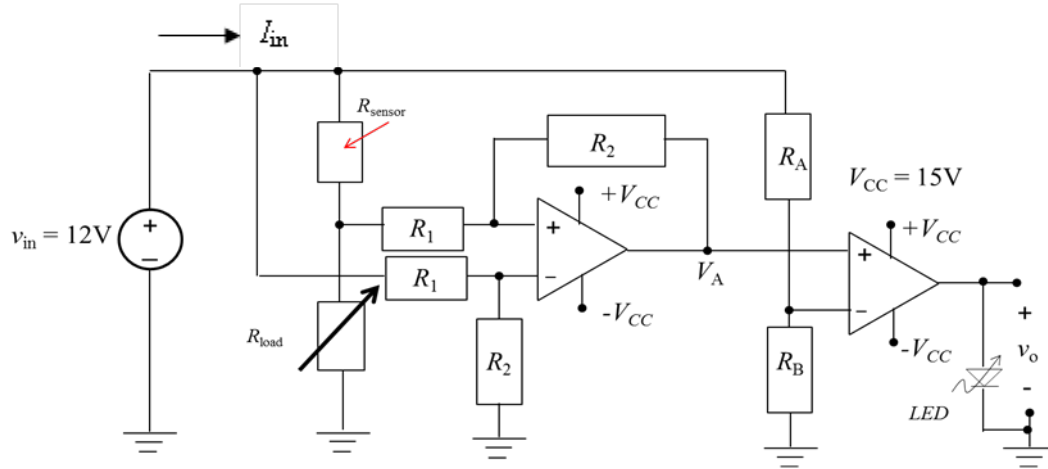 I_in
R_sensor
R_2
R_A
V_CC = 15V
+V_CC
+V_CC
v_in = 12V
+
−
R_1
+
R_1
−
V_A
+
−
-V_CC
-V_CC
R_load
R_2
R_B
+
v_o
-
LED